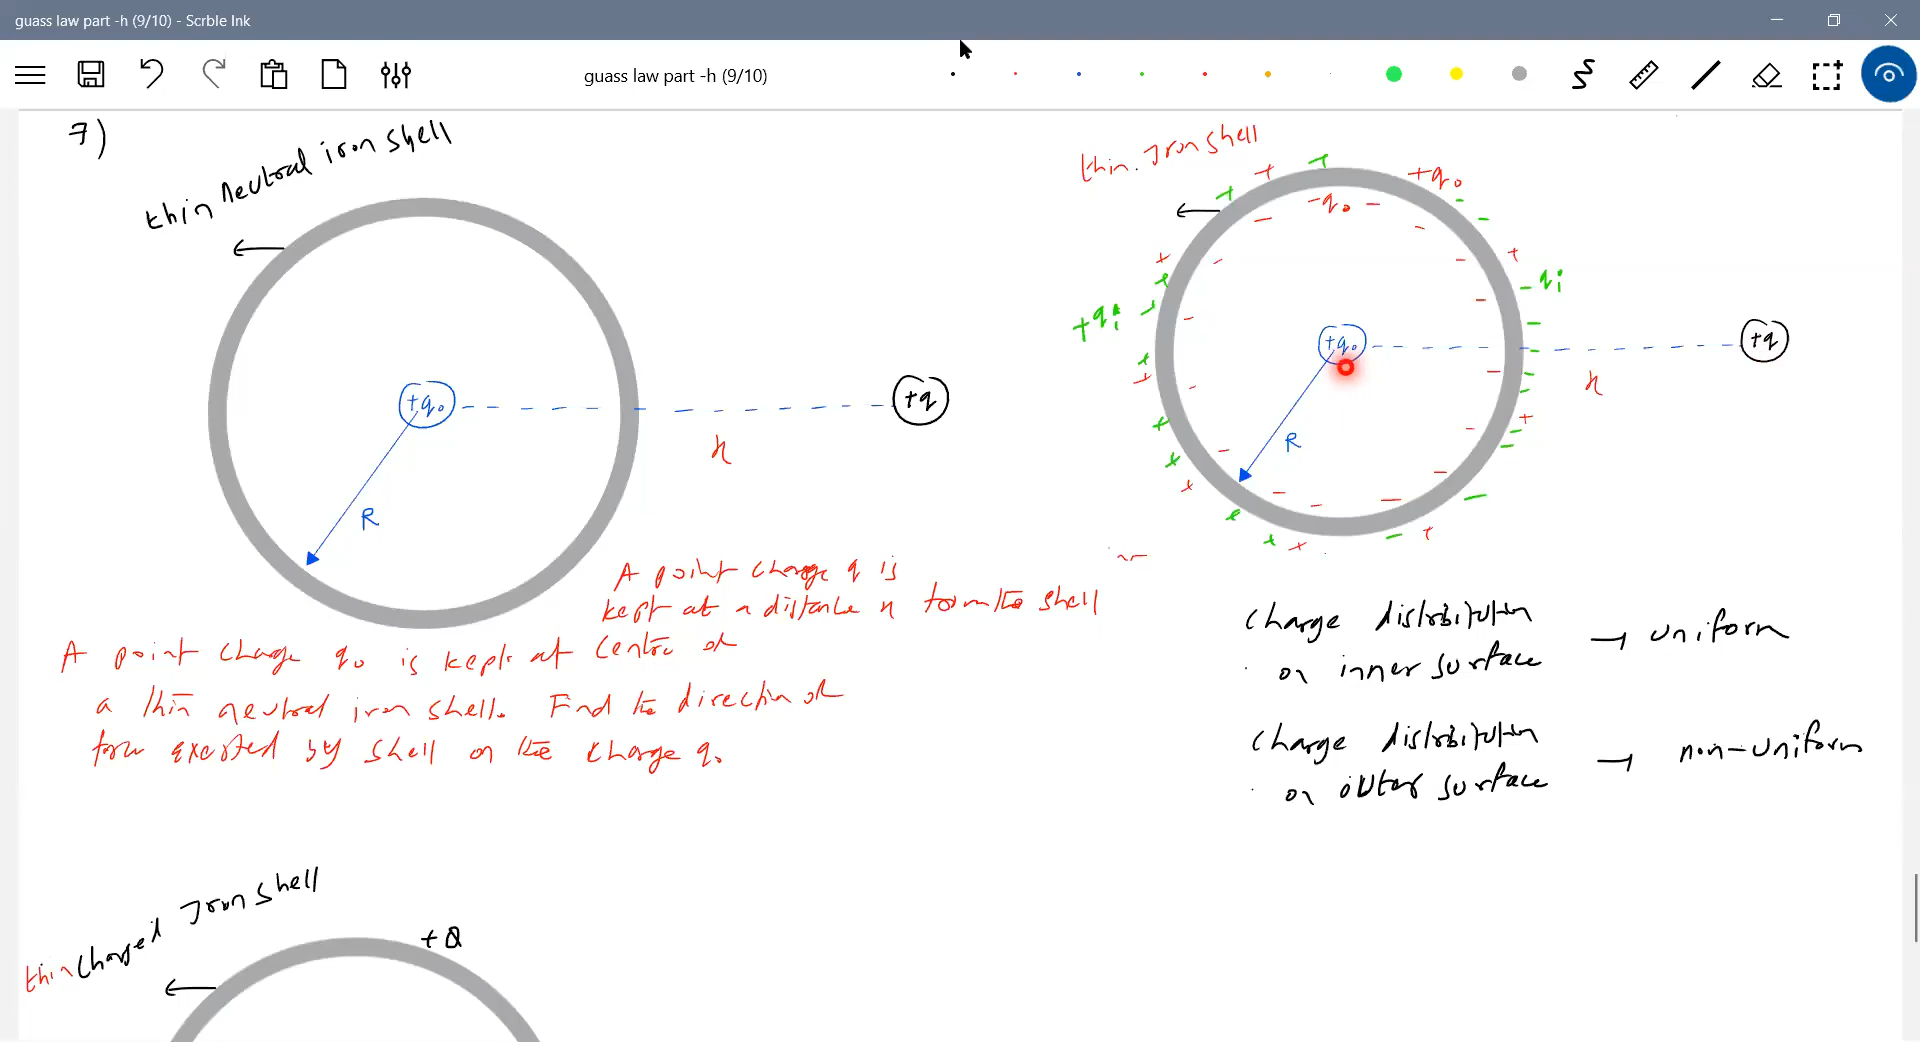 guass law part -h (9/10) - Scrble Ink
guass law part -h (9/10)
7)
thin Neutral iron shell
+q₀
+q
x
R
A point charge q is
kept at a distance x from the shell
A point charge q₀ is kept at centre of
a thin neutral iron shell. Find the direction of
force exerted by shell on the charge q₀
thin Iron shell
+q₀
-q₀
qi
+qi
+q₀
+q
x
R
charge distribution
on inner surface → uniform
charge distribution
on outer surface → non-uniform
thin charged Iron shell
+Q